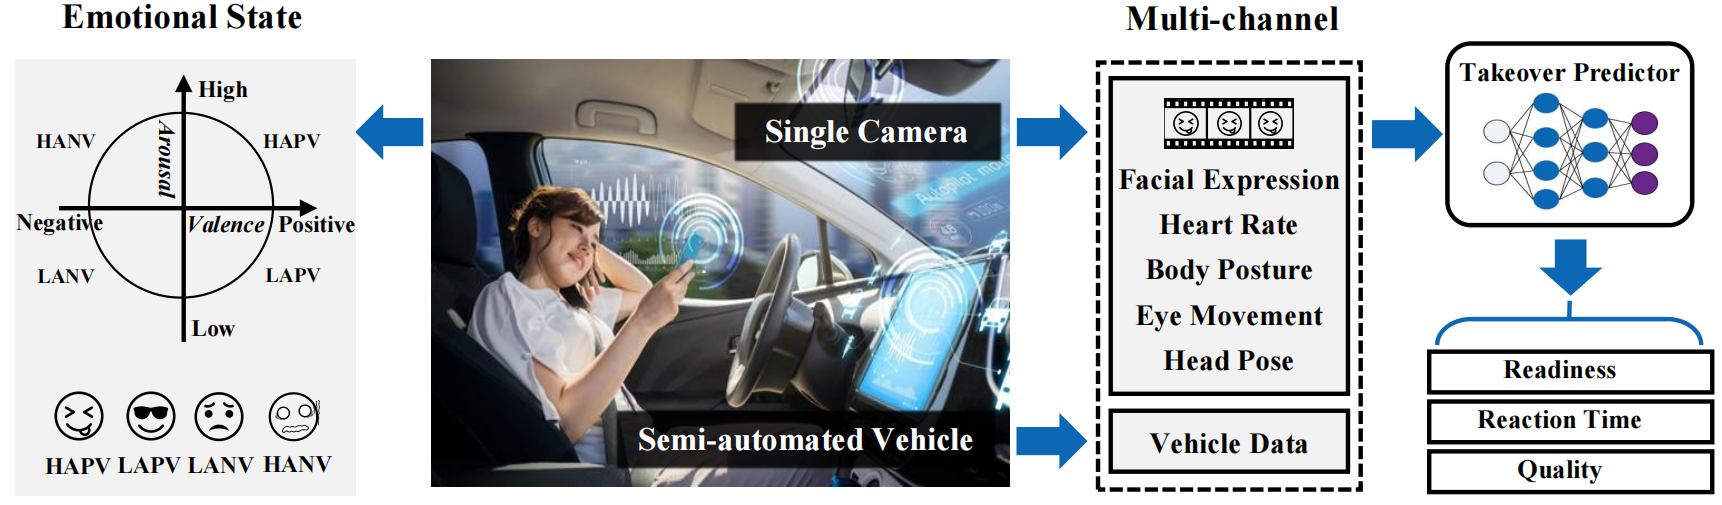 Emotional State
High
HANV
HAPV
Arousal
Negative
Valence
Positive
LANV
LAPV
Low
HAPV LAPV LANV HANV
Single Camera
Autopilot
Semi-automated Vehicle
Multi-channel
Facial Expression
Heart Rate
Body Posture
Eye Movement
Head Pose
Vehicle Data
Takeover Predictor
Readiness
Reaction Time
Quality